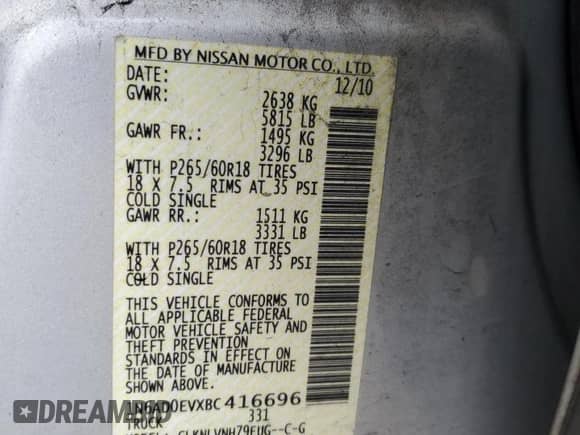 MFD BY NISSAN MOTOR CO., LTD.
DATE: 12/10
GVWR: 2638 KG
5815 LB
GAWR FR.: 1495 KG
3296 LB
WITH P265/60R18 TIRES
18 X 7.5 RIMS AT 35 PSI
COLD SINGLE
GAWR RR.: 1511 KG
3331 LB
WITH P265/60R18 TIRES
18 X 7.5 RIMS AT 35 PSI
COLD SINGLE
THIS VEHICLE CONFORMS TO
ALL APPLICABLE FEDERAL
MOTOR VEHICLE SAFETY AND
THEFT PREVENTION
STANDARDS IN EFFECT ON
THE DATE OF MANUFACTURE
SHOWN ABOVE.
1N6AD0EVXBC 416696
TRUCK 331